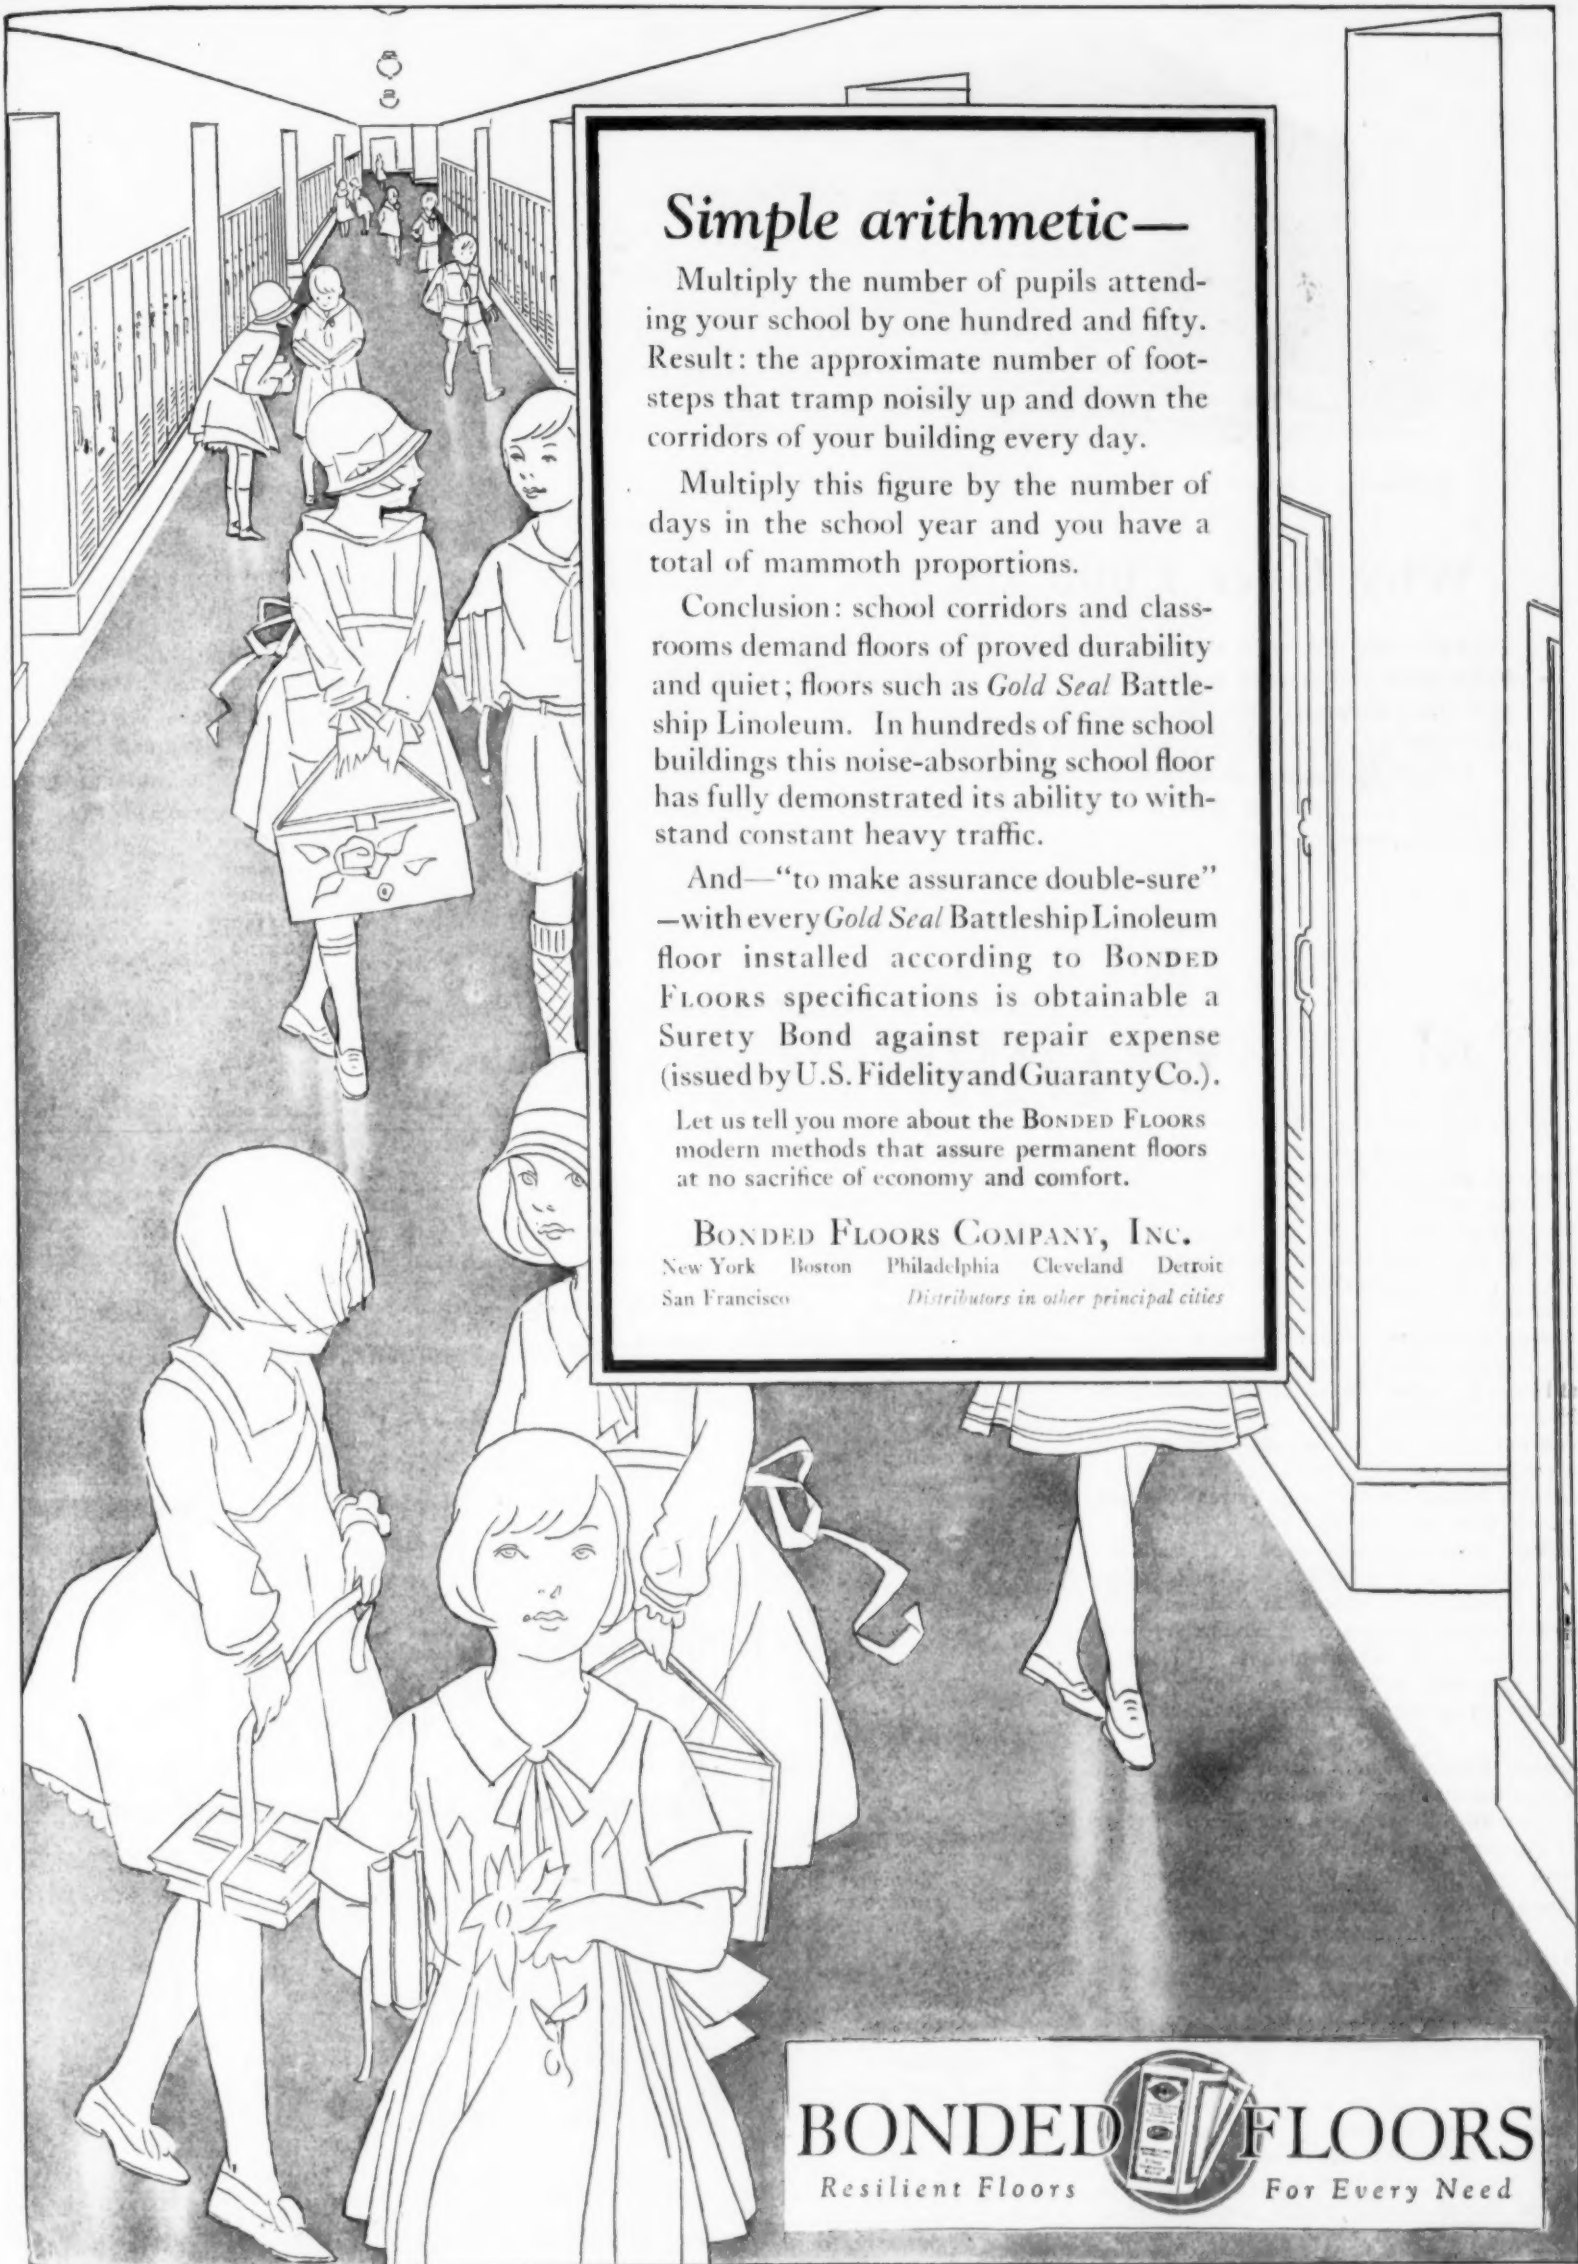 Simple arithmetic—
Multiply the number of pupils attend-
ing your school by one hundred and fifty.
Result: the approximate number of foot-
steps that tramp noisily up and down the
corridors of your building every day.
Multiply this figure by the number of
days in the school year and you have a
total of mammoth proportions.
Conclusion: school corridors and class-
rooms demand floors of proved durability
and quiet; floors such as Gold Seal Battle-
ship Linoleum. In hundreds of fine school
buildings this noise-absorbing school floor
has fully demonstrated its ability to with-
stand constant heavy traffic.
And—“to make assurance double-sure”
—with every Gold Seal Battleship Linoleum
floor installed according to BONDED
FLOORS specifications is obtainable a
Surety Bond against repair expense
(issued by U.S. Fidelity and Guaranty Co.).
Let us tell you more about the BONDED FLOORS
modern methods that assure permanent floors
at no sacrifice of economy and comfort.
BONDED FLOORS COMPANY, INC.
New York Boston Philadelphia Cleveland Detroit
San Francisco Distributors in other principal cities
BONDED FLOORS
Resilient Floors For Every Need